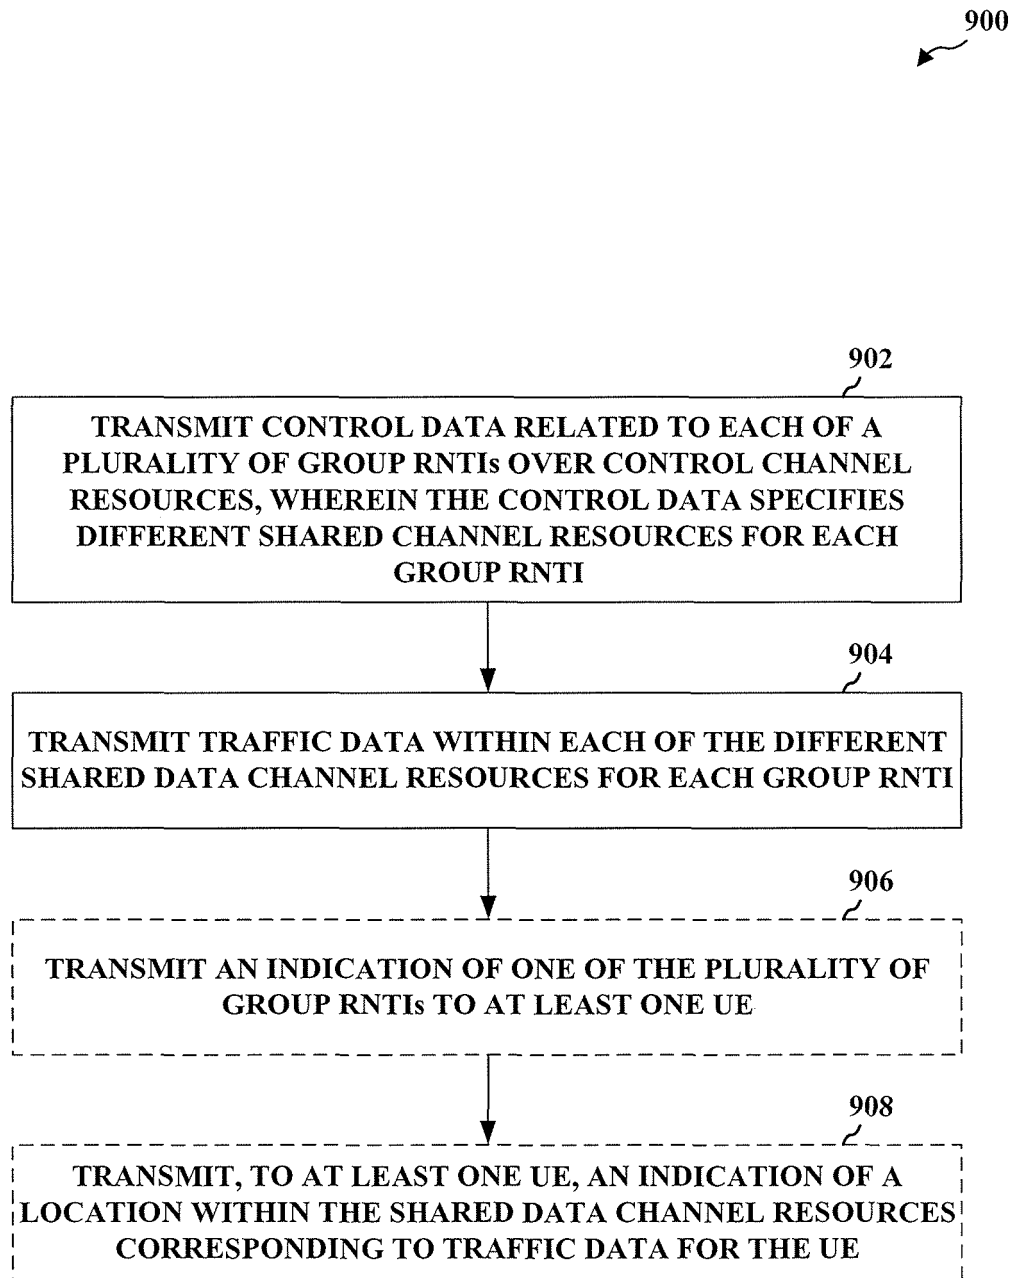 900
902
TRANSMIT CONTROL DATA RELATED TO EACH OF A
PLURALITY OF GROUP RNTIs OVER CONTROL CHANNEL
RESOURCES, WHEREIN THE CONTROL DATA SPECIFIES
DIFFERENT SHARED CHANNEL RESOURCES FOR EACH
GROUP RNTI
904
TRANSMIT TRAFFIC DATA WITHIN EACH OF THE DIFFERENT
SHARED DATA CHANNEL RESOURCES FOR EACH GROUP RNTI
906
TRANSMIT AN INDICATION OF ONE OF THE PLURALITY OF
GROUP RNTIs TO AT LEAST ONE UE
908
TRANSMIT, TO AT LEAST ONE UE, AN INDICATION OF A
LOCATION WITHIN THE SHARED DATA CHANNEL RESOURCES
CORRESPONDING TO TRAFFIC DATA FOR THE UE